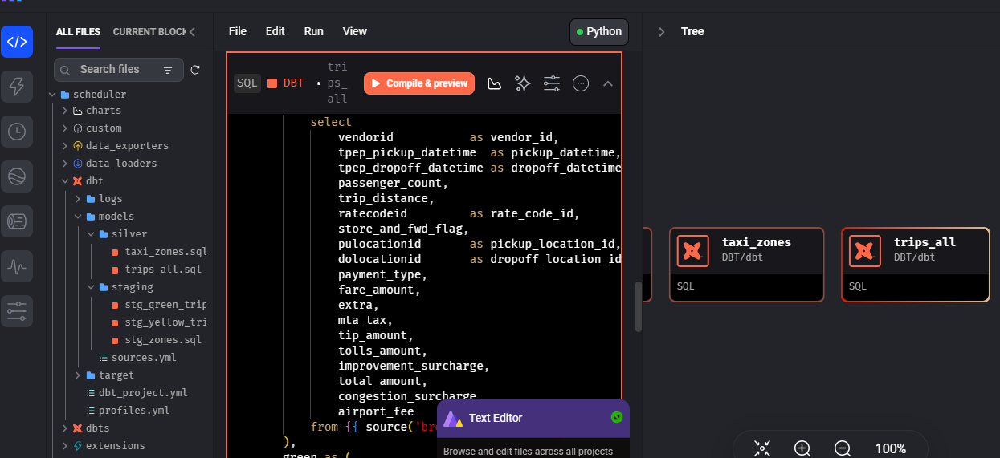 ALL FILES CURRENT BLOCK
File Edit Run View
Python
Tree
Search files
SQL DBT trips_all Compile & preview
scheduler
charts
custom
data_exporters
data_loaders
dbt
logs
models
silver
taxi_zones.sql
trips_all.sql
staging
stg_green_trip
stg_yellow_tri
stg_zones.sql
sources.yml
target
dbt_project.yml
profiles.yml
dbts
extensions
select
vendorid as vendor_id,
tpep_pickup_datetime as pickup_datetime,
tpep_dropoff_datetime as dropoff_datetime
passenger_count,
trip_distance,
ratecodeid as rate_code_id,
store_and_fwd_flag,
pulocationid as pickup_location_id,
dolocationid as dropoff_location_id
payment_type,
fare_amount,
extra,
mta_tax,
tip_amount,
tolls_amount,
improvement_surcharge,
total_amount,
congestion_surcharge,
airport_fee
from {{ source('bro
),
green as (
Text Editor
Browse and edit files across all projects
taxi_zones
DBT/dbt
SQL
trips_all
DBT/dbt
SQL
100%